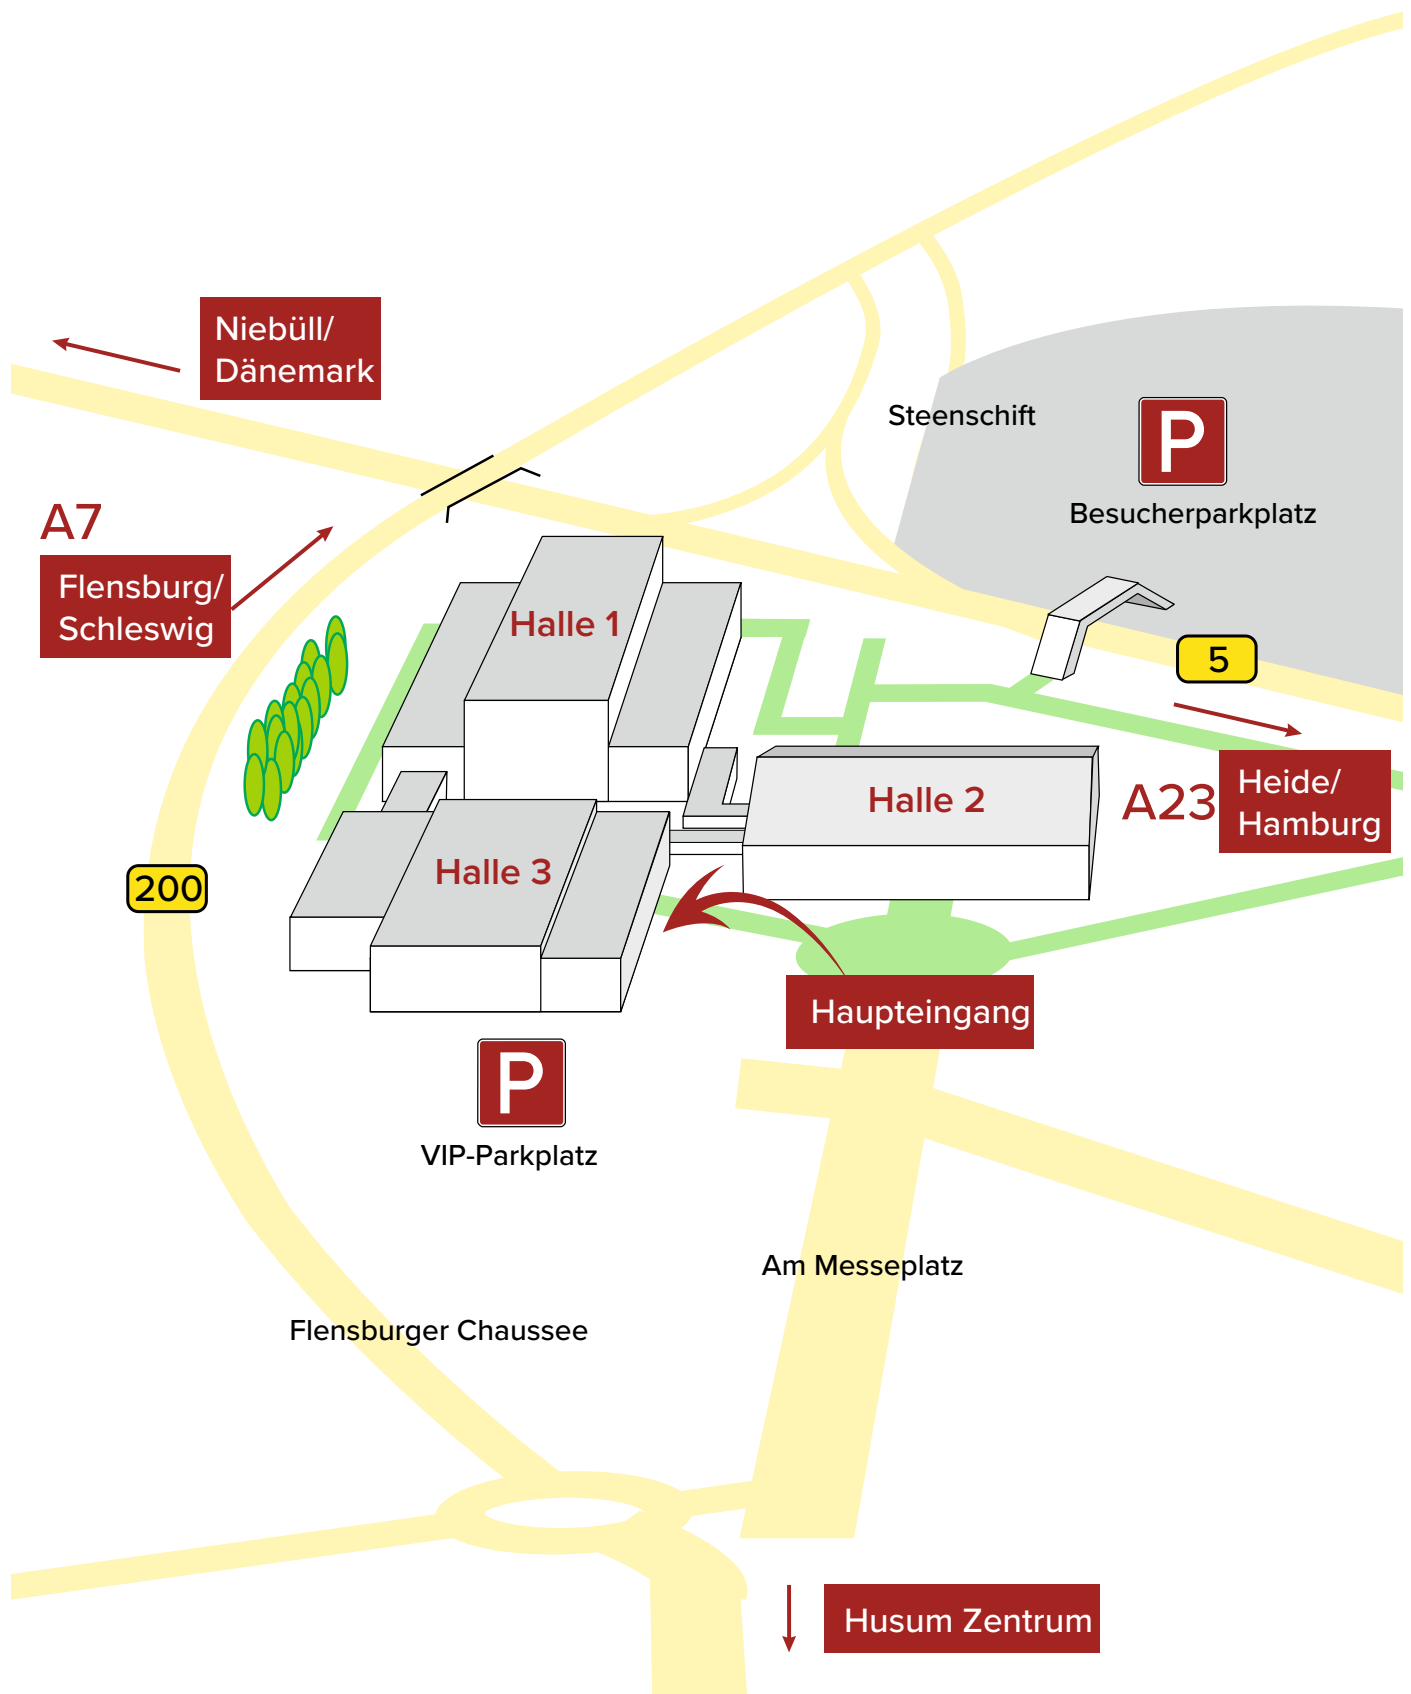 Niebüll/
Dänemark
Steenschift
P
Besucherparkplatz
A7
Flensburg/
Schleswig
Halle 1
5
Heide/
Hamburg
A23
Halle 2
Halle 3
200
Haupteingang
P
VIP-Parkplatz
Am Messeplatz
Flensburger Chaussee
Husum Zentrum